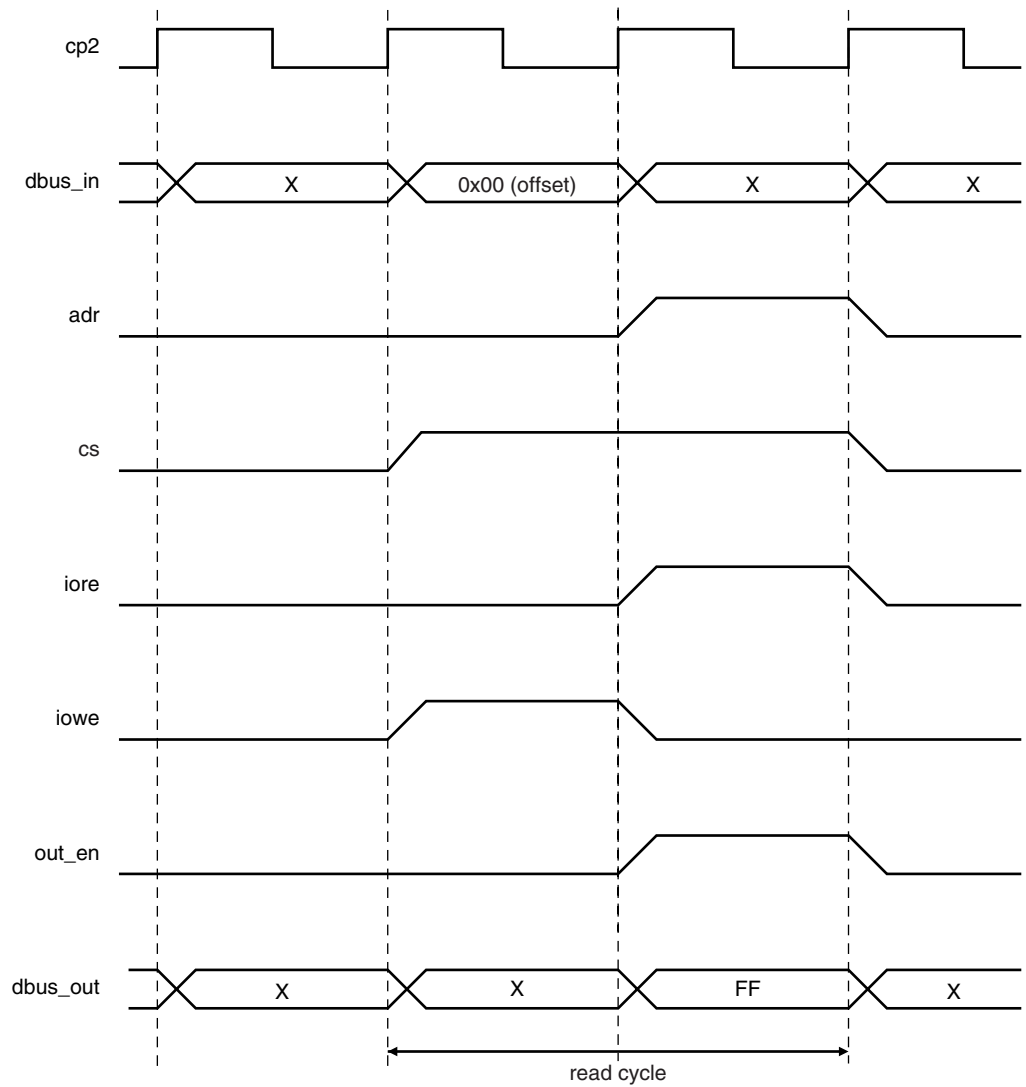 cp2
dbus_in X 0x00 (offset) X X
adr
cs
iore
iowe
out_en
dbus_out X X FF X
read cycle